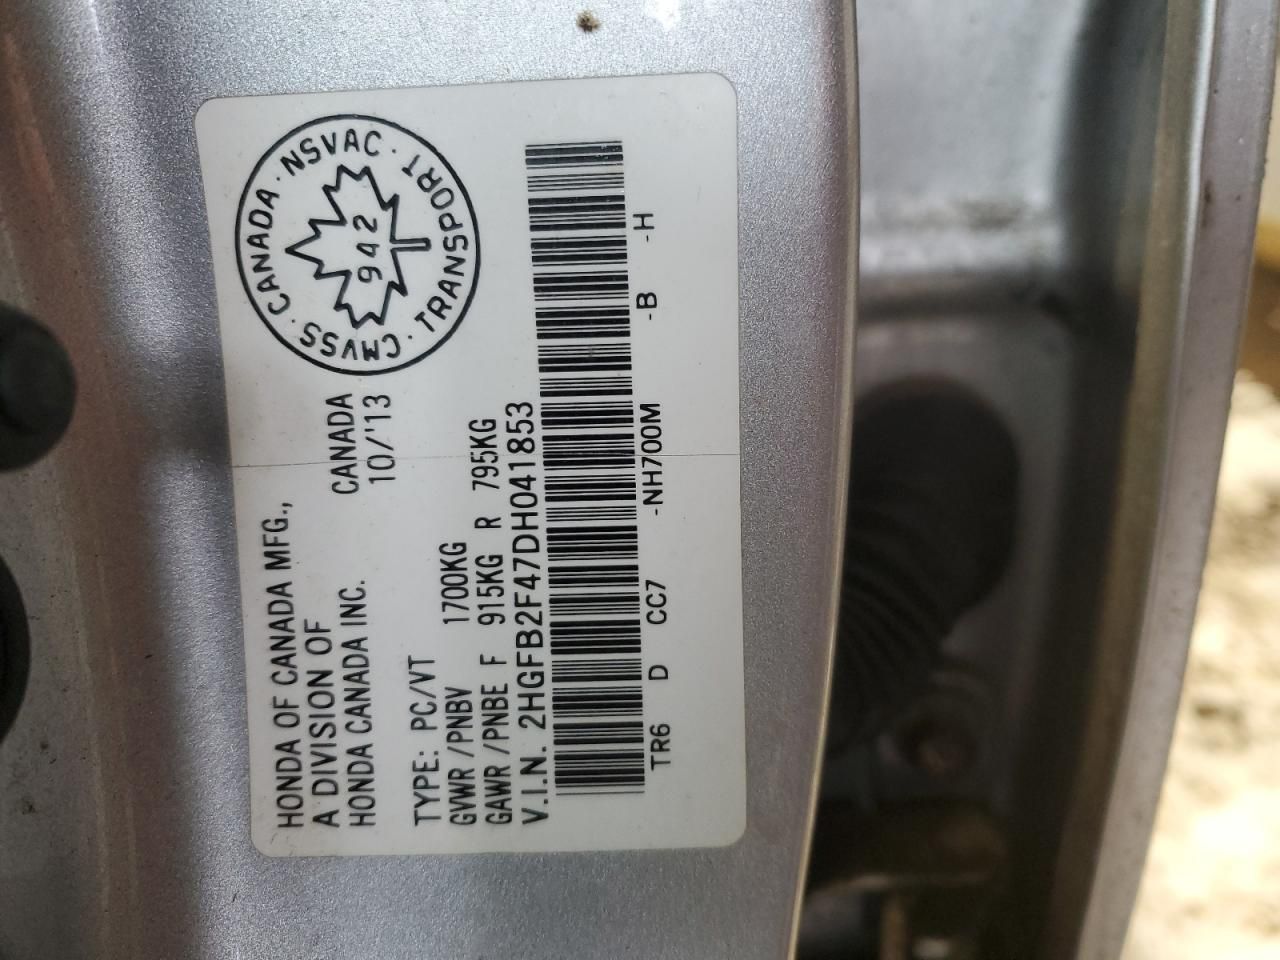 HONDA OF CANADA MFG.,
A DIVISION OF
HONDA CANADA INC.
CANADA
10/'13
CANADA · NSVAC · TRANSPORT · CMVSS ·
942
TYPE: PC/VT
GVWR /PNBV 1700KG
GAWR /PNBE F 915KG R 795KG
V.I.N. 2HGFB2F47DH041853
TR6 D CC7 -NH700M -B -H